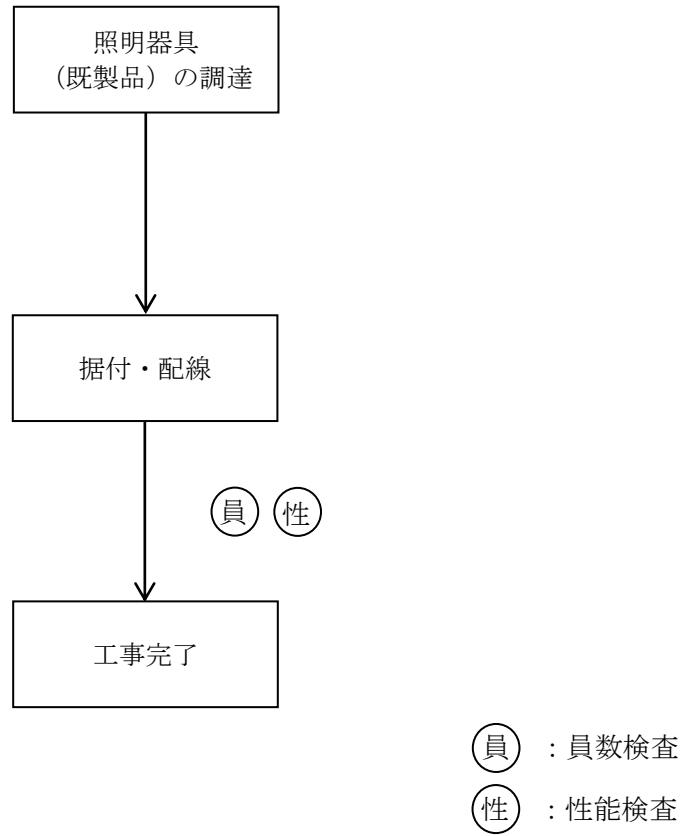 照明器具
(既製品)の調達
据付・配線
員 性
工事完了
員 : 員数検査
性 : 性能検査